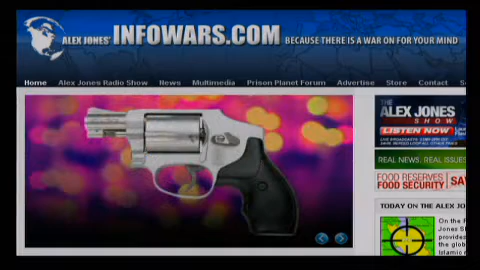 ALEX JONES' INFOWARS.COM BECAUSE THERE IS A WAR ON FOR YOUR MIND
Home Alex Jones Radio Show News Multimedia Prison Planet Forum Advertise Store Contact
THE
ALEX JONES
SHOW
LISTEN NOW
REAL NEWS. REAL ISSUES
FOOD RESERVES
FOOD SECURITY SA
TODAY ON THE ALEX JO
On the
Jones S
provides
the glob
Islamic